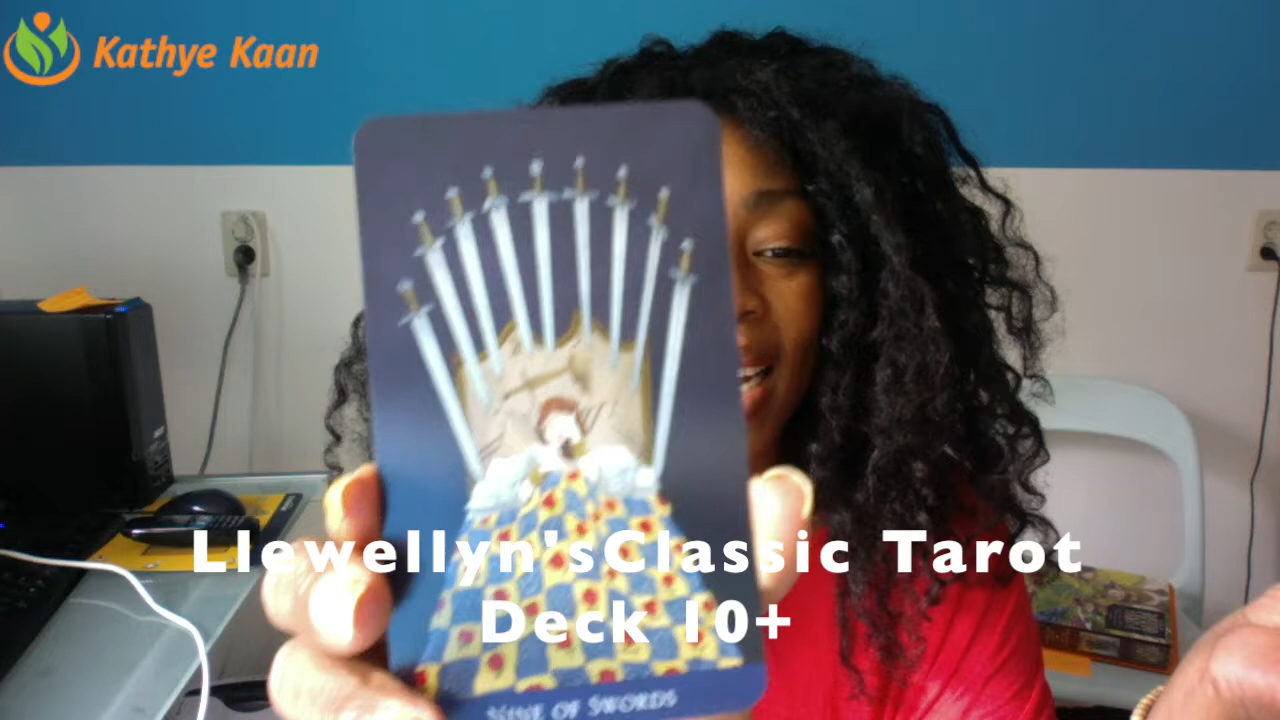 Kathye Kaan
Llewellyn'sClassic Tarot
Deck 10+
NINE OF SWORDS